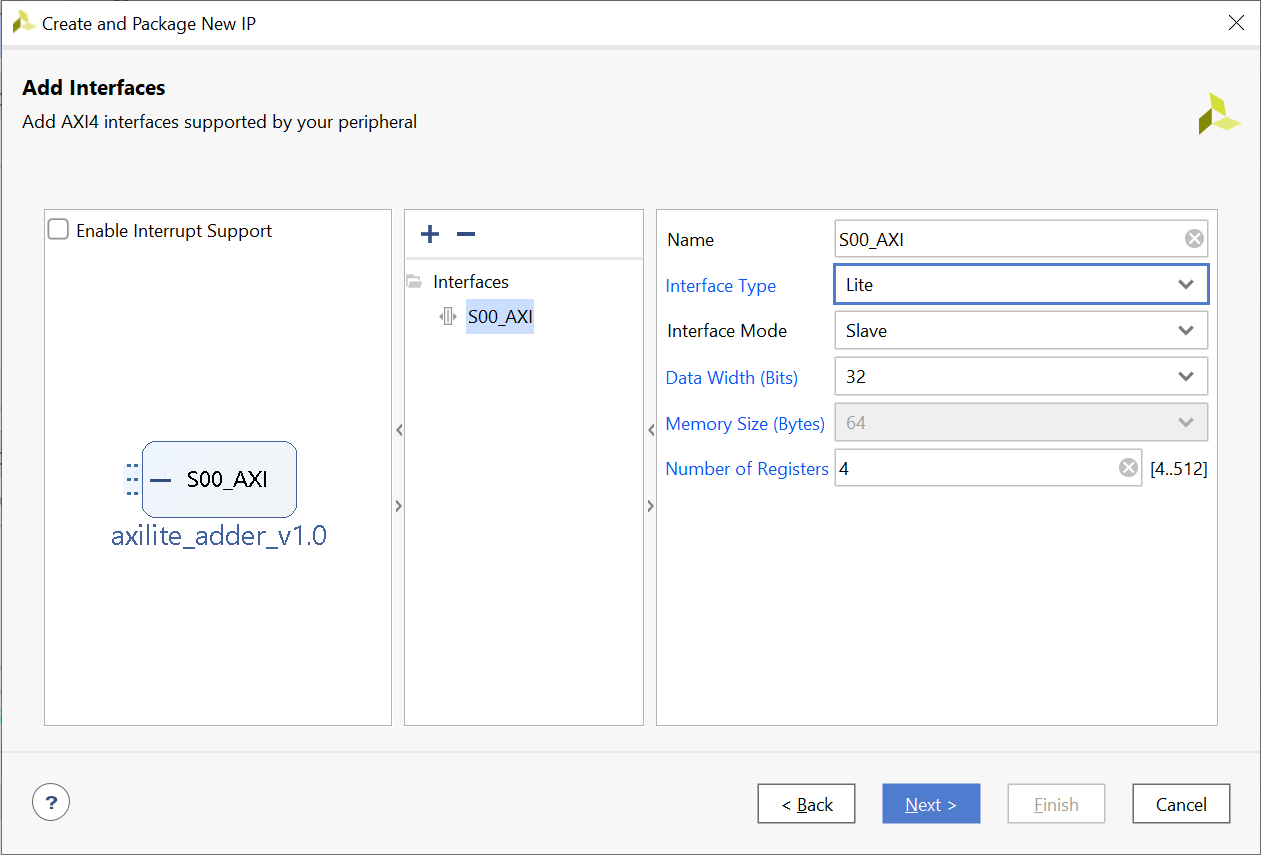 Create and Package New IP
Add Interfaces
Add AXI4 interfaces supported by your peripheral
Enable Interrupt Support
S00_AXI
axilite_adder_v1.0
Interfaces
S00_AXI
Name S00_AXI
Interface Type Lite
Interface Mode Slave
Data Width (Bits) 32
Memory Size (Bytes) 64
Number of Registers 4 [4..512]
? < Back Next > Finish Cancel